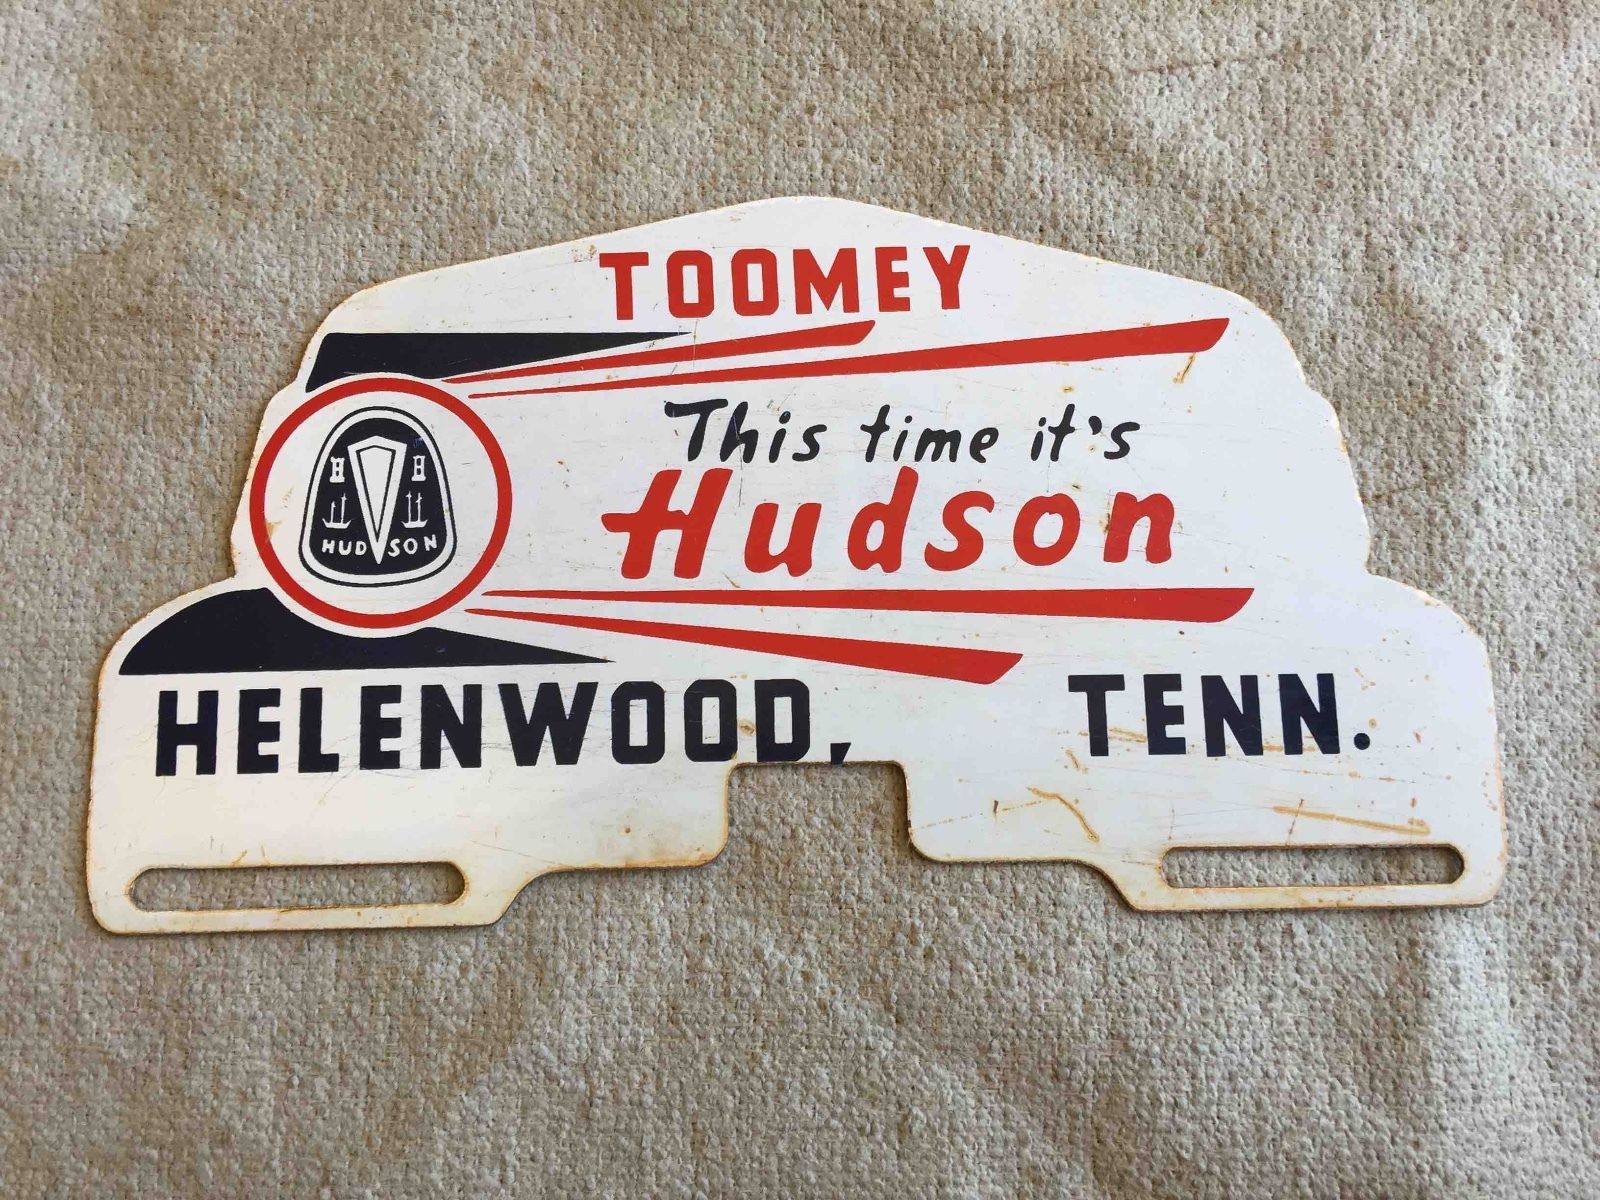 TOOMEY
This time it's
Hudson
HUDSON
HELENWOOD, TENN.